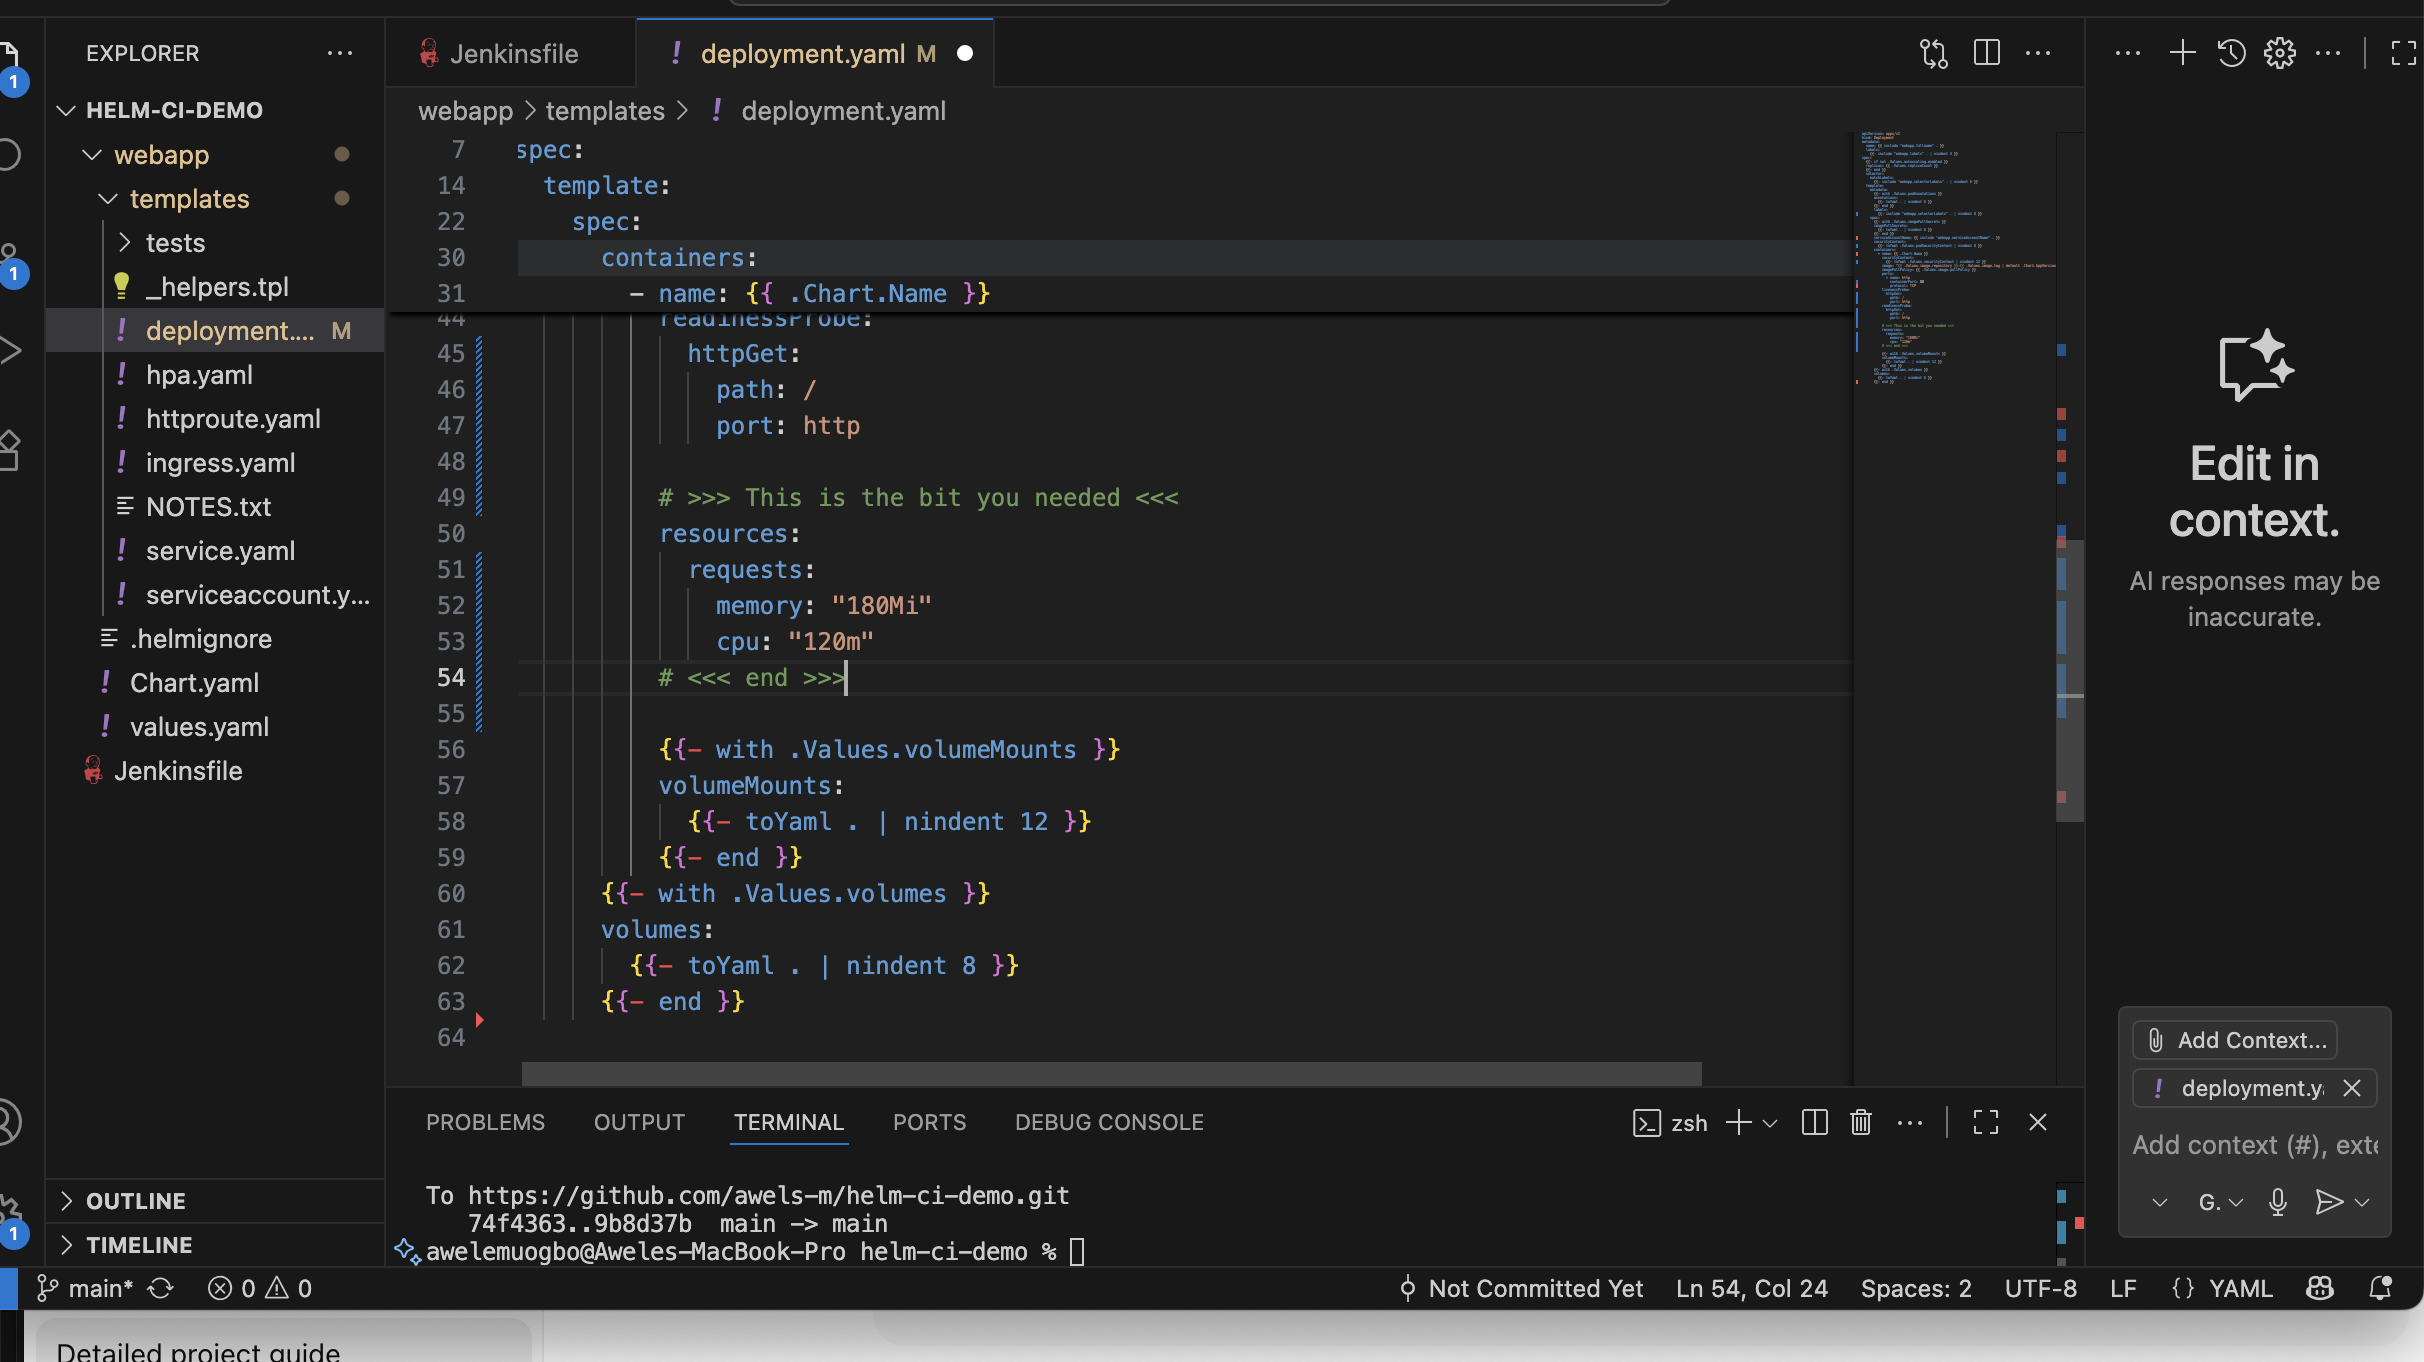 EXPLORER
HELM-CI-DEMO
webapp
templates
tests
_helpers.tpl
deployment.... M
hpa.yaml
httproute.yaml
ingress.yaml
NOTES.txt
service.yaml
serviceaccount.y...
.helmignore
Chart.yaml
values.yaml
Jenkinsfile
OUTLINE
TIMELINE
1
1
1
Jenkinsfile
deployment.yaml M
webapp > templates > deployment.yaml
7 spec:
14 template:
22 spec:
30 containers:
31 - name: {{ .Chart.Name }}
44 readinessProbe:
45 httpGet:
46 path: /
47 port: http
48
49 # >>> This is the bit you needed <<<
50 resources:
51 requests:
52 memory: "180Mi"
53 cpu: "120m"
54 # <<< end >>>
55
56 {{- with .Values.volumeMounts }}
57 volumeMounts:
58 {{- toYaml . | nindent 12 }}
59 {{- end }}
60 {{- with .Values.volumes }}
61 volumes:
62 {{- toYaml . | nindent 8 }}
63 {{- end }}
64
PROBLEMS OUTPUT TERMINAL PORTS DEBUG CONSOLE
zsh
To https://github.com/awels-m/helm-ci-demo.git
74f4363..9b8d37b main -> main
awelemuogbo@Aweles-MacBook-Pro helm-ci-demo %
Edit in
context.
AI responses may be
inaccurate.
Add Context...
deployment.y
Add context (#), exte
G.
main* 0 0
Not Committed Yet Ln 54, Col 24 Spaces: 2 UTF-8 LF {} YAML
Detailed project guide